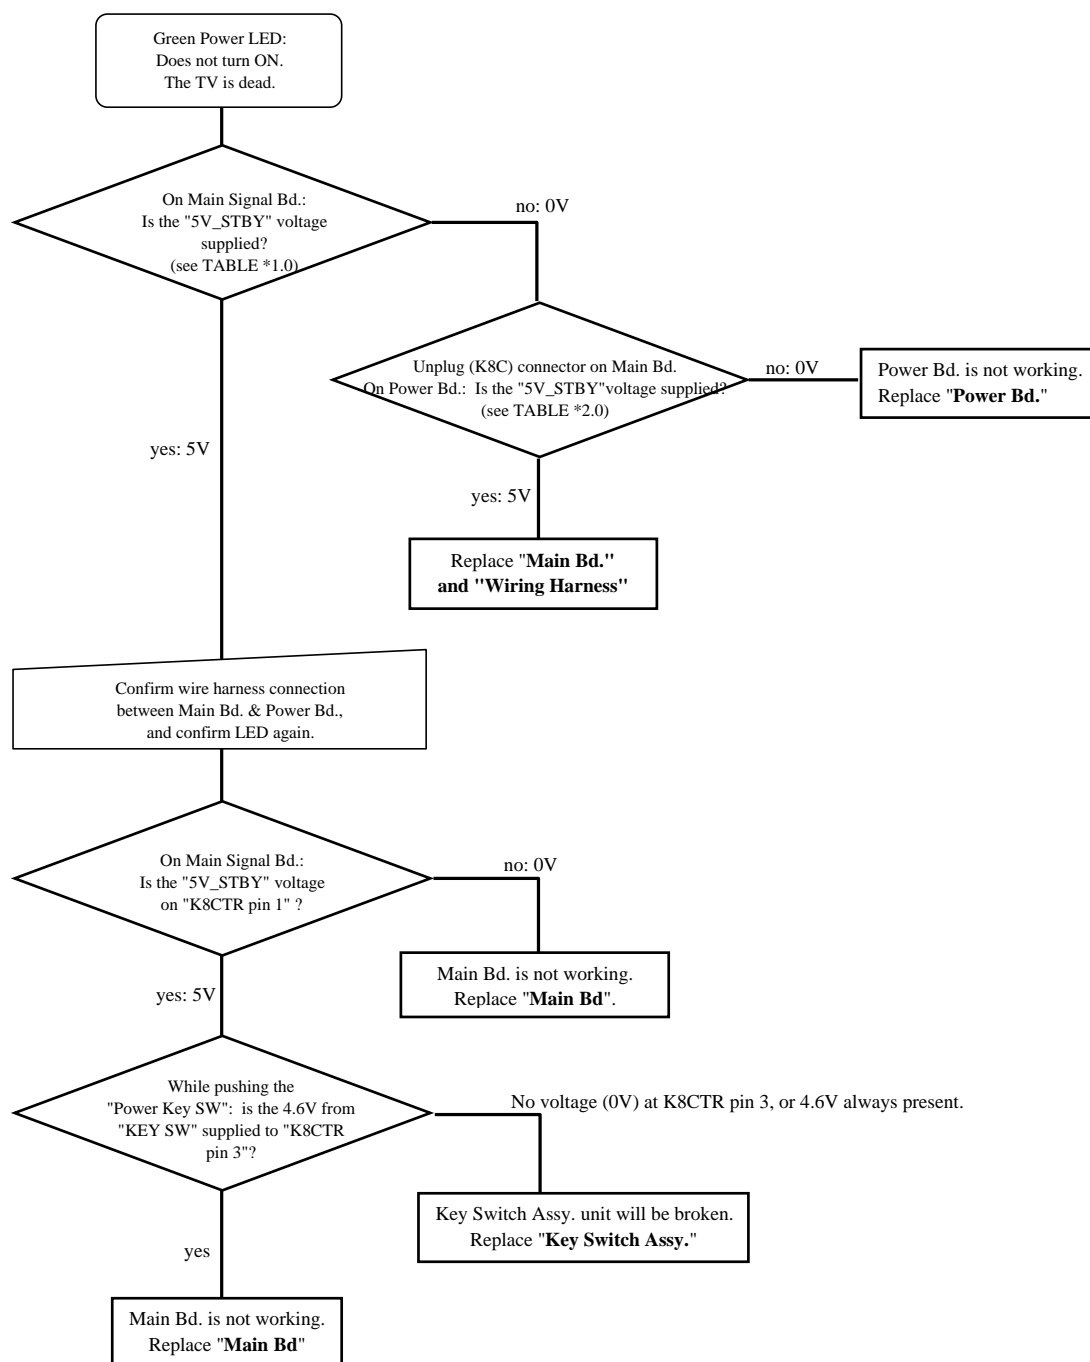 Green Power LED:
Does not turn ON.
The TV is dead.
On Main Signal Bd.:
Is the "5V_STBY" voltage
supplied?
(see TABLE *1.0)
no: 0V
Unplug (K8C) connector on Main Bd.
On Power Bd.: Is the "5V_STBY"voltage supplied?
(see TABLE *2.0)
no: 0V
Power Bd. is not working.
Replace "Power Bd."
yes: 5V
yes: 5V
Replace "Main Bd."
and "Wiring Harness"
Confirm wire harness connection
between Main Bd. & Power Bd.,
and confirm LED again.
On Main Signal Bd.:
Is the "5V_STBY" voltage
on "K8CTR pin 1" ?
no: 0V
Main Bd. is not working.
Replace "Main Bd".
yes: 5V
While pushing the
"Power Key SW": is the 4.6V from
"KEY SW" supplied to "K8CTR
pin 3"?
No voltage (0V) at K8CTR pin 3, or 4.6V always present.
Key Switch Assy. unit will be broken.
Replace "Key Switch Assy."
yes
Main Bd. is not working.
Replace "Main Bd"